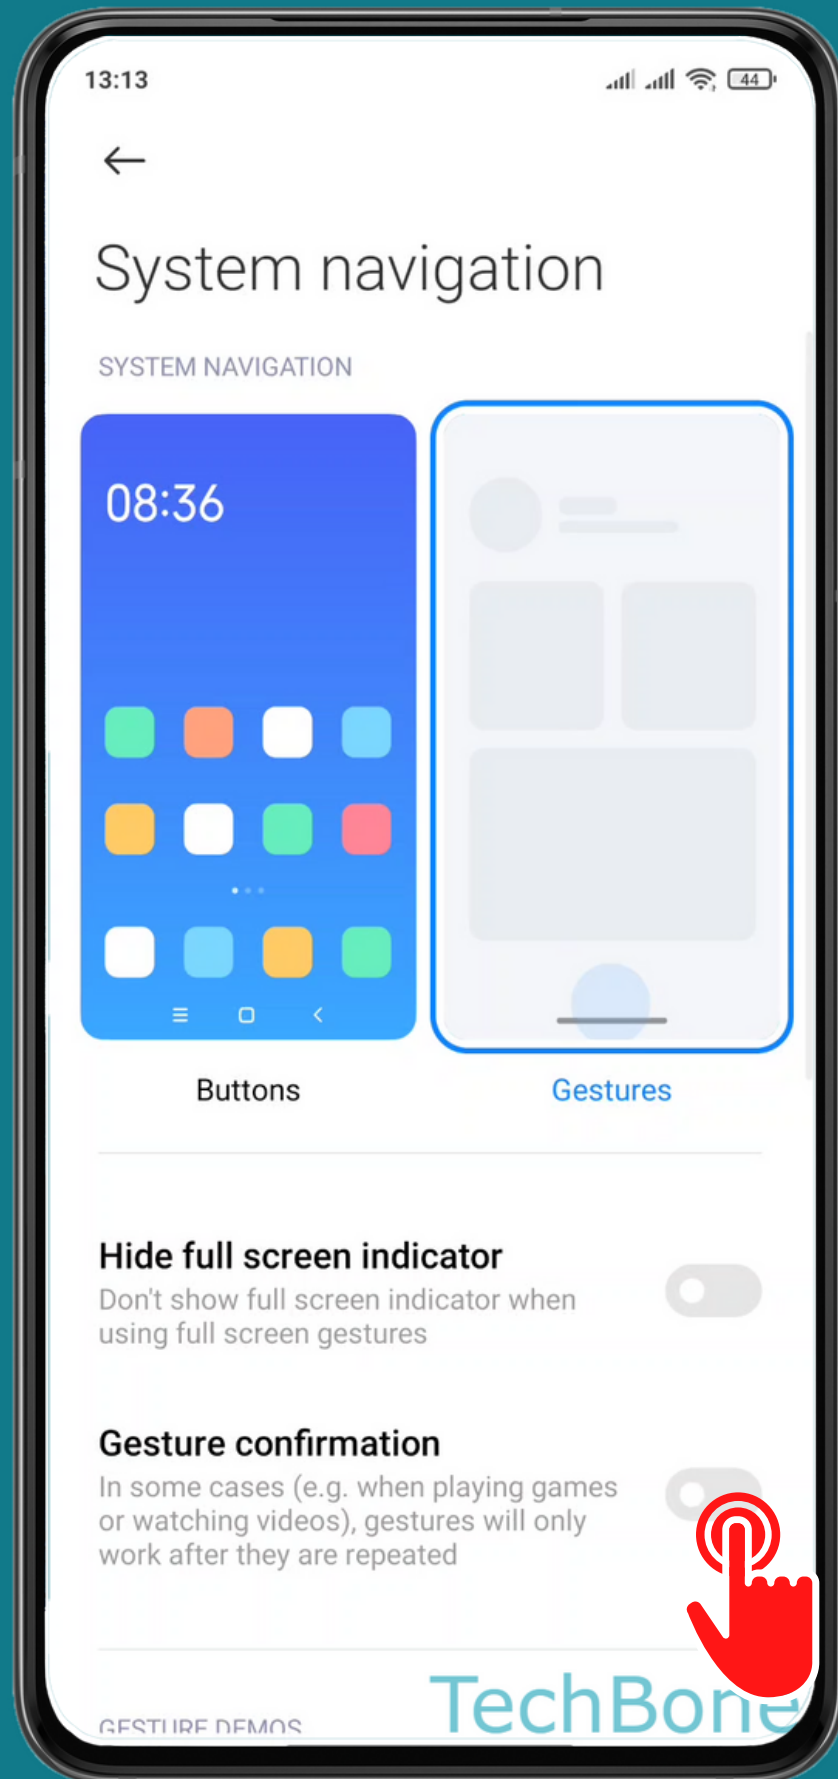 13:13
44
System navigation
SYSTEM NAVIGATION
08:36
Buttons
Gestures
Hide full screen indicator
Don't show full screen indicator when
using full screen gestures
Gesture confirmation
In some cases (e.g. when playing games
or watching videos), gestures will only
work after they are repeated
TechBone
GESTURE DEMOS